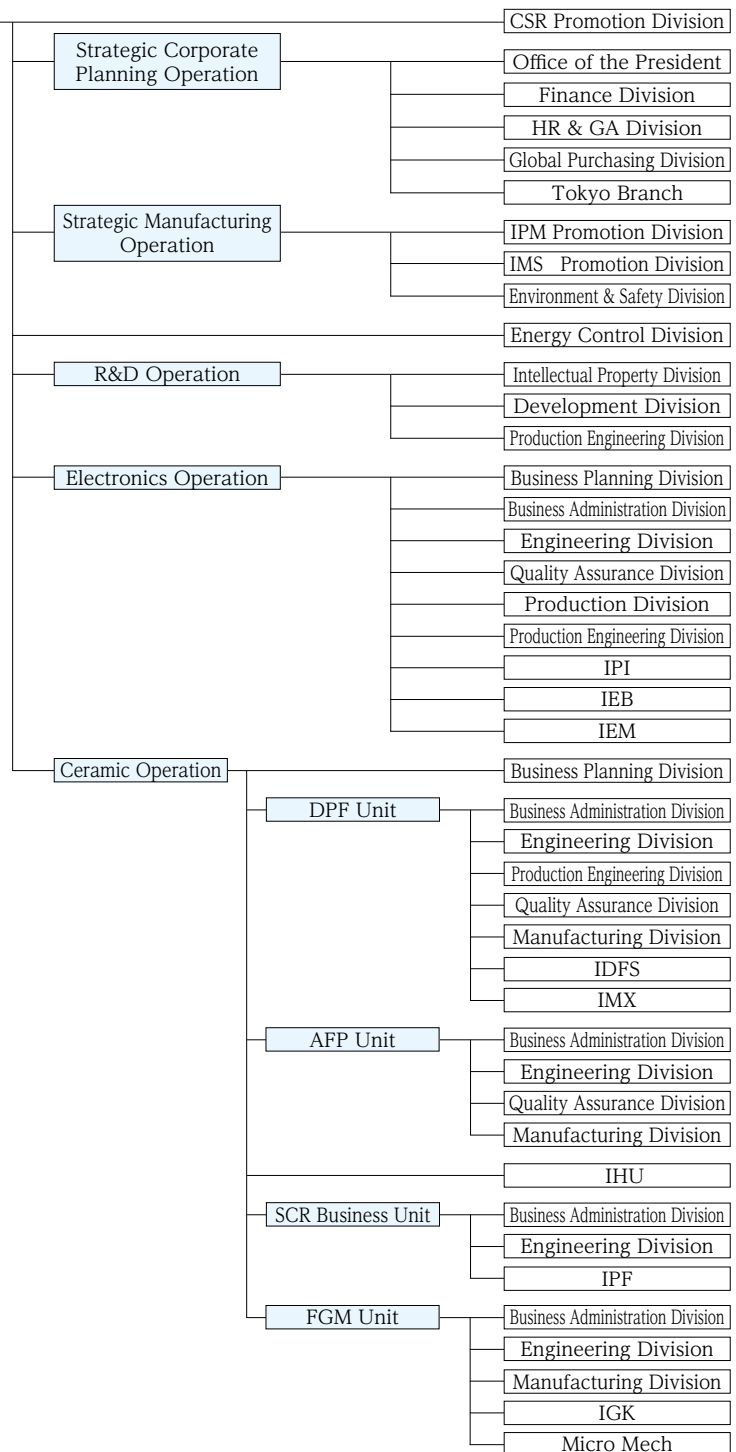 CSR Promotion Division
Strategic Corporate
Planning Operation
Office of the President
Finance Division
HR & GA Division
Global Purchasing Division
Tokyo Branch
Strategic Manufacturing
Operation
IPM Promotion Division
IMS Promotion Division
Environment & Safety Division
Energy Control Division
R&D Operation
Intellectual Property Division
Development Division
Production Engineering Division
Electronics Operation
Business Planning Division
Business Administration Division
Engineering Division
Quality Assurance Division
Production Division
Production Engineering Division
IPI
IEB
IEM
Ceramic Operation
Business Planning Division
DPF Unit
Business Administration Division
Engineering Division
Production Engineering Division
Quality Assurance Division
Manufacturing Division
IDFS
IMX
AFP Unit
Business Administration Division
Engineering Division
Quality Assurance Division
Manufacturing Division
IHU
SCR Business Unit
Business Administration Division
Engineering Division
IPF
FGM Unit
Business Administration Division
Engineering Division
Manufacturing Division
IGK
Micro Mech